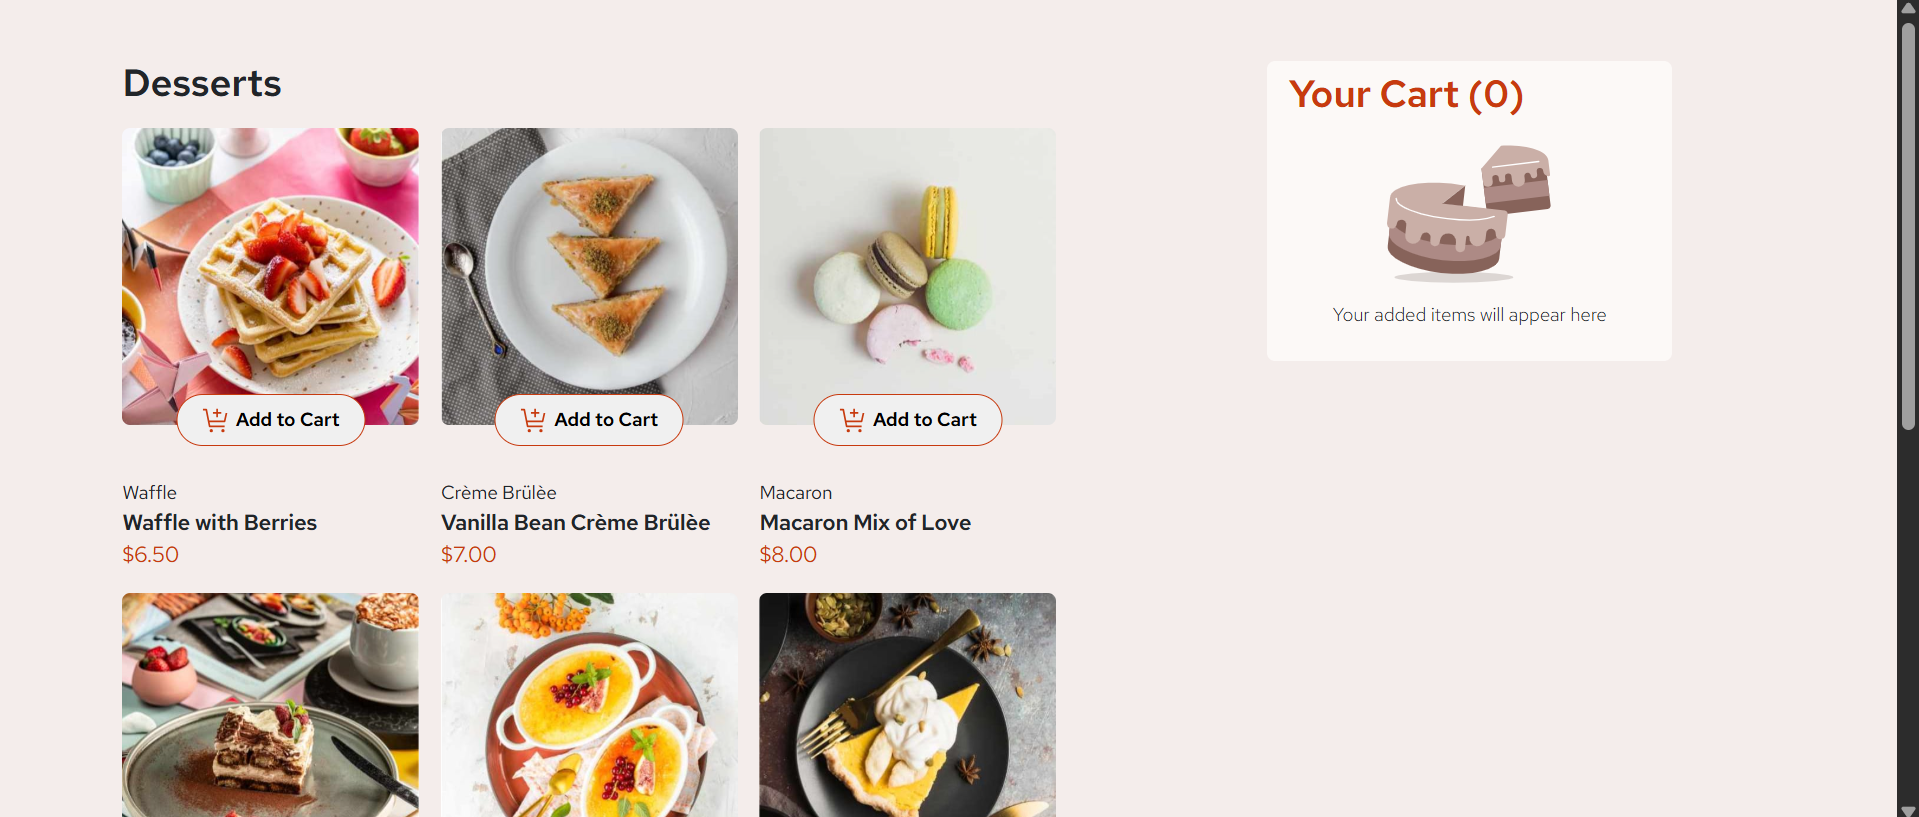 Desserts
Your Cart (0)
Your added items will appear here
Add to Cart
Add to Cart
Add to Cart
Waffle
Waffle with Berries
$6.50
Crème Brülèe
Vanilla Bean Crème Brülèe
$7.00
Macaron
Macaron Mix of Love
$8.00